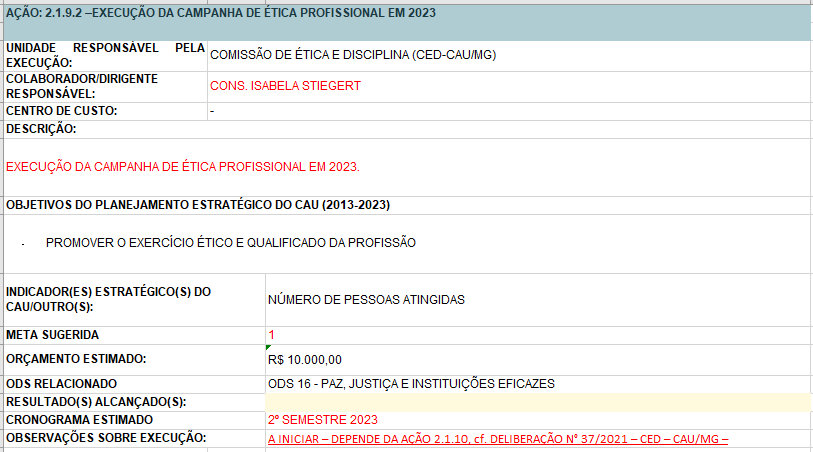 AÇÃO: 2.1.9.2 –EXECUÇÃO DA CAMPANHA DE ÉTICA PROFISSIONAL EM 2023
UNIDADE RESPONSÁVEL PELA
EXECUÇÃO:
COMISSÃO DE ÉTICA E DISCIPLINA (CED-CAU/MG)
COLABORADOR/DIRIGENTE
RESPONSÁVEL:
CONS. ISABELA STIEGERT
CENTRO DE CUSTO:
-
DESCRIÇÃO:
EXECUÇÃO DA CAMPANHA DE ÉTICA PROFISSIONAL EM 2023.
OBJETIVOS DO PLANEJAMENTO ESTRATÉGICO DO CAU (2013-2023)
- PROMOVER O EXERCÍCIO ÉTICO E QUALIFICADO DA PROFISSÃO
INDICADOR(ES) ESTRATÉGICO(S) DO
CAU/OUTRO(S):
NÚMERO DE PESSOAS ATINGIDAS
META SUGERIDA
1
ORÇAMENTO ESTIMADO:
R$ 10.000,00
ODS RELACIONADO
ODS 16 - PAZ, JUSTIÇA E INSTITUIÇÕES EFICAZES
RESULTADO(S) ALCANÇADO(S):
CRONOGRAMA ESTIMADO
2º SEMESTRE 2023
OBSERVAÇÕES SOBRE EXECUÇÃO:
A INICIAR – DEPENDE DA AÇÃO 2.1.10, cf. DELIBERAÇÃO Nº 37/2021 – CED – CAU/MG –